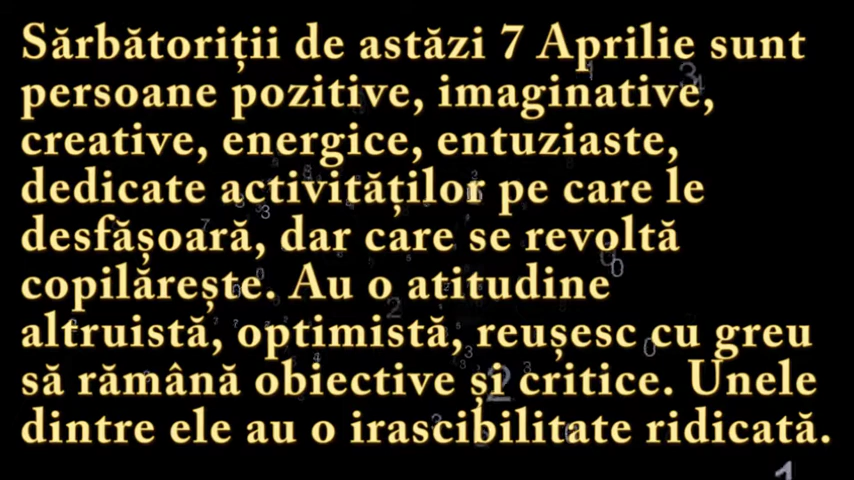 Sărbătoriții de astăzi 7 Aprilie sunt
persoane pozitive, imaginative,
creative, energice, entuziaste,
dedicate activităților pe care le
desfășoară, dar care se revoltă
copilărește. Au o atitudine
altruistă, optimistă, reușesc cu greu
să rămână obiective și critice. Unele
dintre ele au o irascibilitate ridicată.